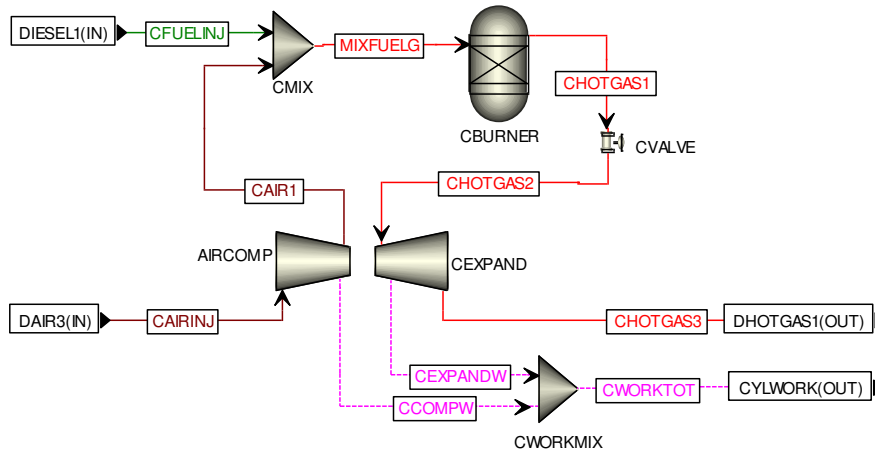 DIESEL1(IN)
CFUELINJ
MIXFUELG
CMIX
CHOTGAS1
CBURNER
CVALVE
CHOTGAS2
CAIR1
AIRCOMP
CEXPAND
DAIR3(IN)
CAIRINJ
CHOTGAS3
DHOTGAS1(OUT)
CEXPANDW
CWORKTOT
CYLWORK(OUT)
CCOMPW
CWORKMIX